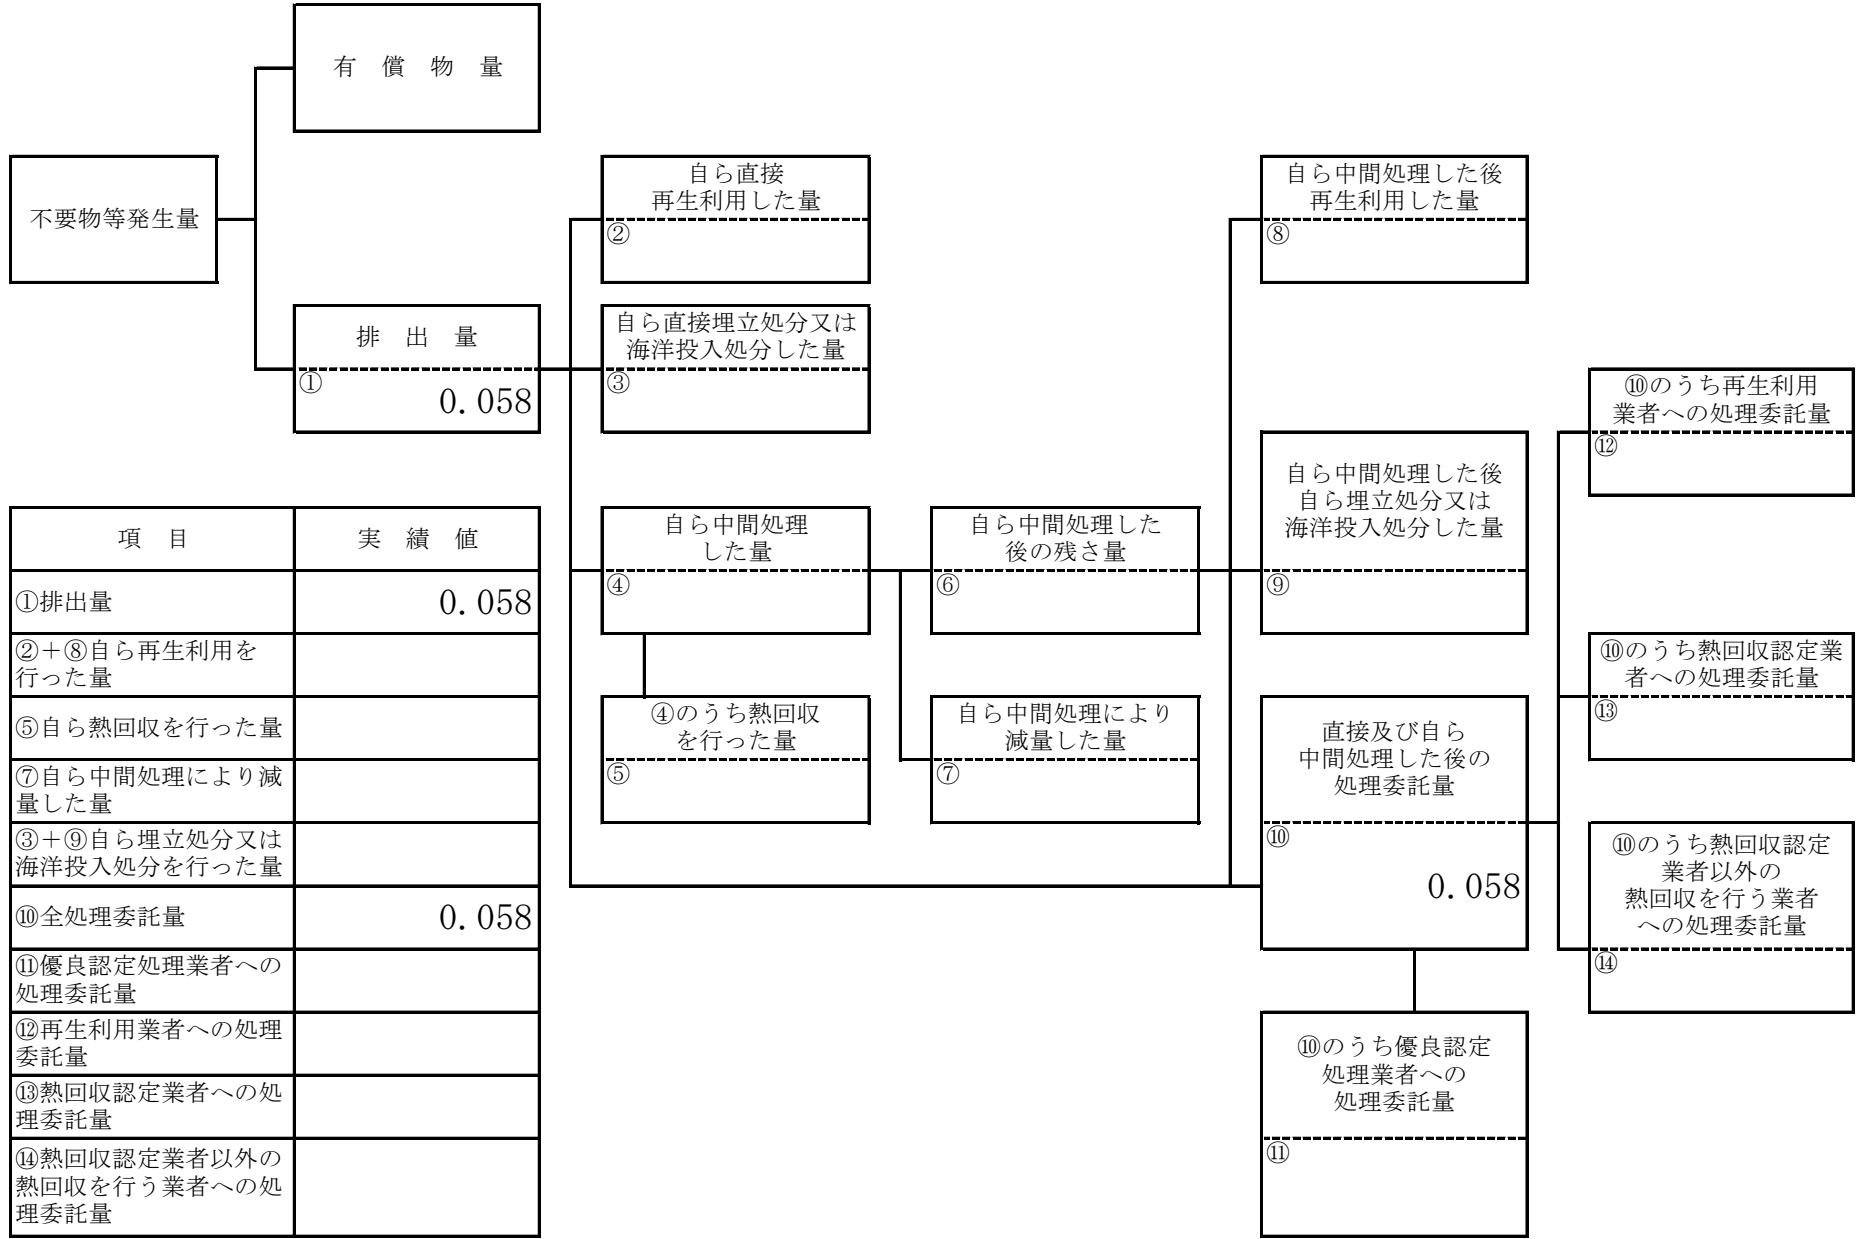 有 償 物 量
不要物等発生量
排 出 量
①
0.058
自ら直接
再生利用した量
②
自ら直接埋立処分又は
海洋投入処分した量
③
自ら中間処理
した量
④
④のうち熱回収
を行った量
⑤
自ら中間処理した
後の残さ量
⑥
自ら中間処理により
減量した量
⑦
自ら中間処理した後
再生利用した量
⑧
自ら中間処理した後
自ら埋立処分又は
海洋投入処分した量
⑨
直接及び自ら
中間処理した後の
処理委託量
⑩
0.058
⑩のうち優良認定
処理業者への
処理委託量
⑪
⑩のうち再生利用
業者への処理委託量
⑫
⑩のうち熱回収認定業
者への処理委託量
⑬
⑩のうち熱回収認定
業者以外の
熱回収を行う業者
への処理委託量
⑭
項 目 実 績 値
①排出量 0.058
②+⑧自ら再生利用を
行った量
⑤自ら熱回収を行った量
⑦自ら中間処理により減
量した量
③+⑨自ら埋立処分又は
海洋投入処分を行った量
⑩全処理委託量 0.058
⑪優良認定処理業者への
処理委託量
⑫再生利用業者への処理
委託量
⑬熱回収認定業者への処
理委託量
⑭熱回収認定業者以外の
熱回収を行う業者への処
理委託量